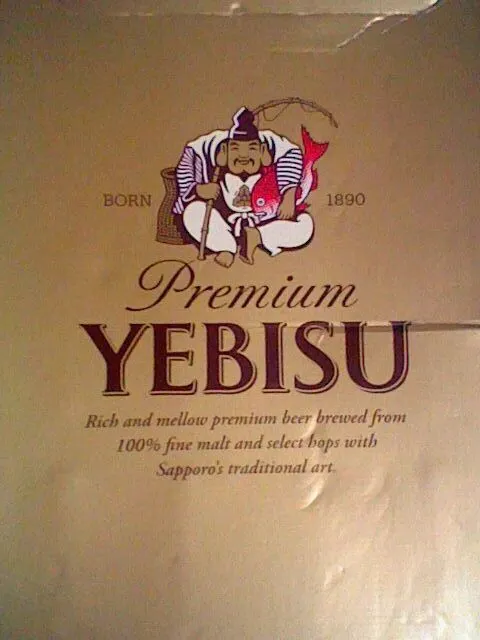 BORN 1890
Premium
YEBISU
Rich and mellow premium beer brewed from
100% fine malt and select hops with
Sapporo's traditional art.